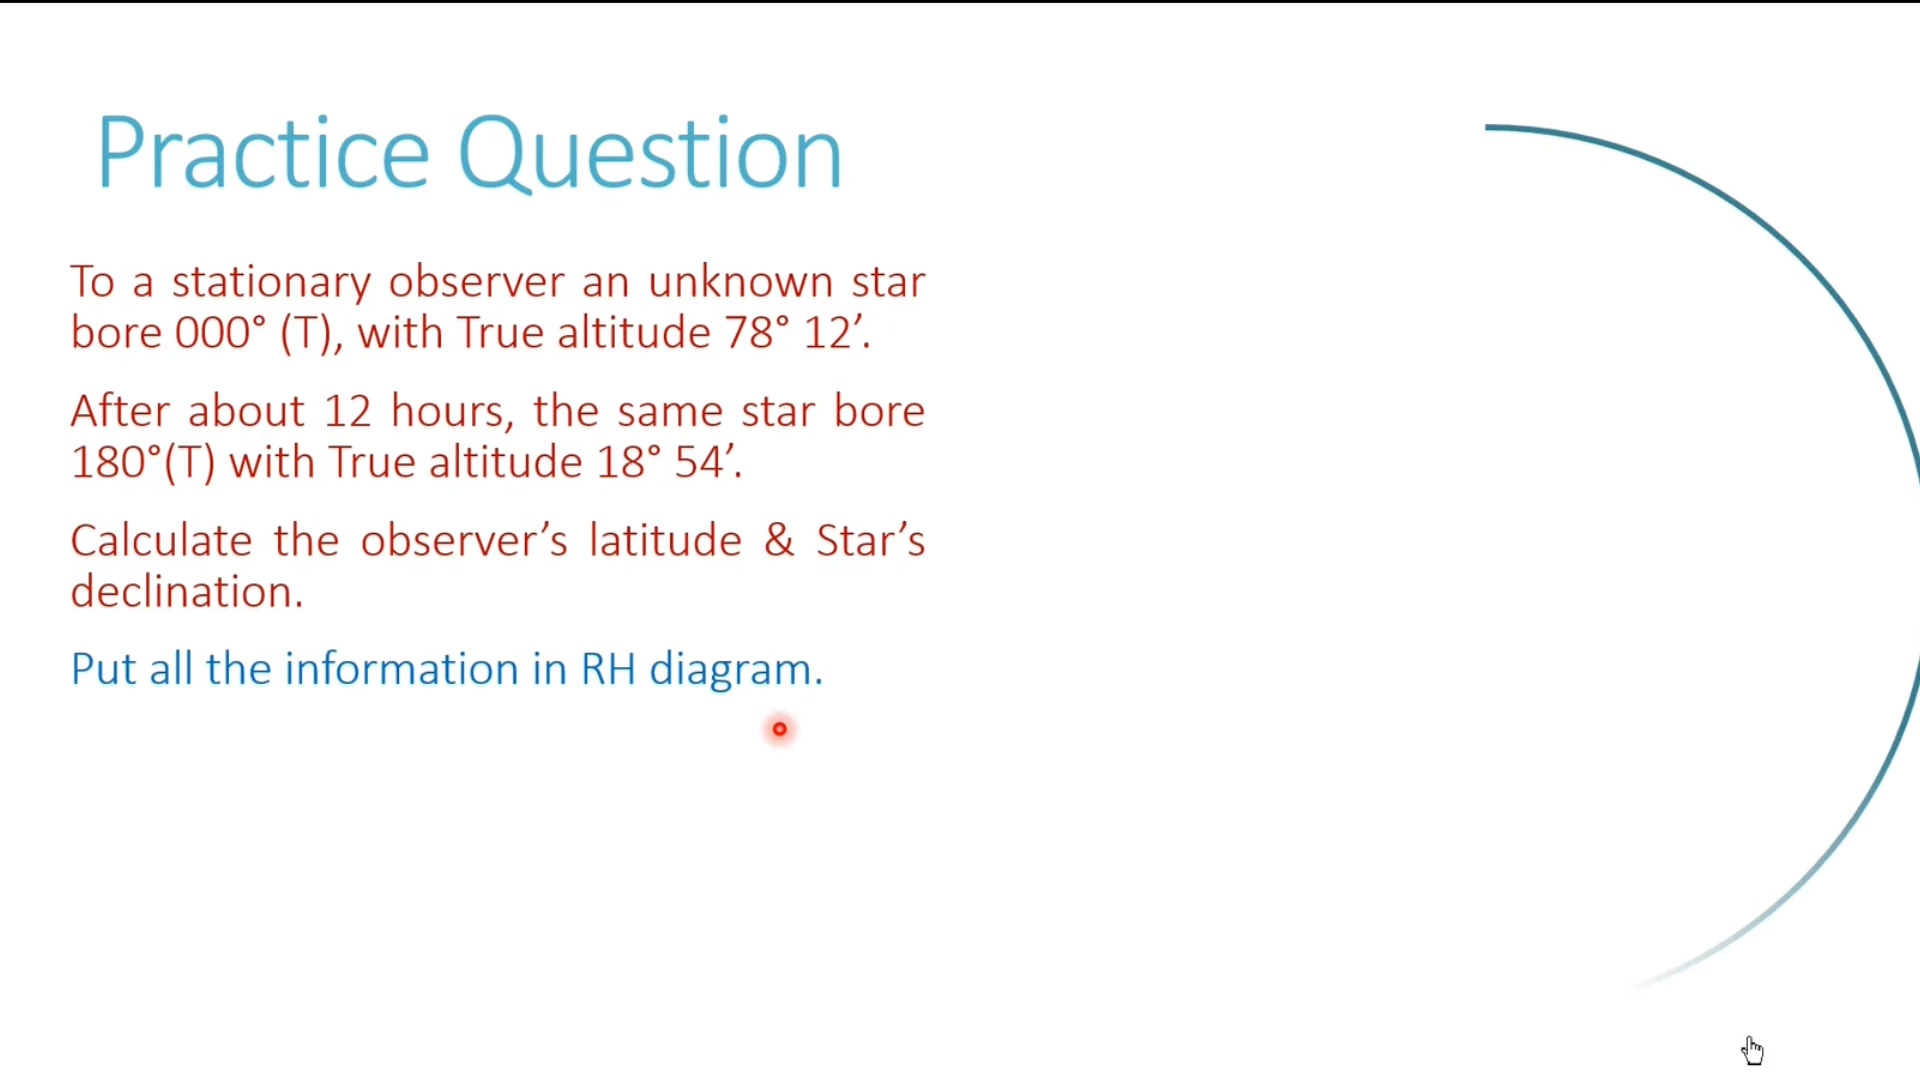 Practice Question
To a stationary observer an unknown star
bore 000° (T), with True altitude 78° 12’.
After about 12 hours, the same star bore
180°(T) with True altitude 18° 54’.
Calculate the observer’s latitude & Star’s
declination.
Put all the information in RH diagram.